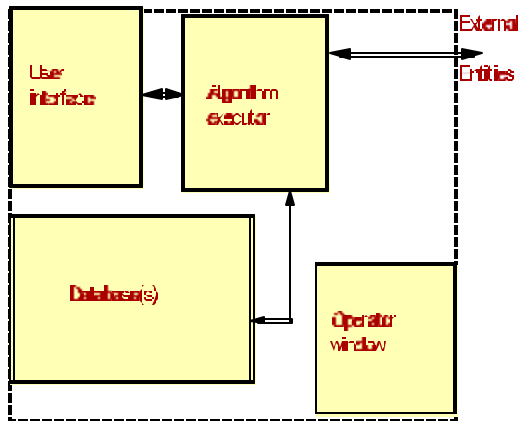 External
User
interface
Algorithm
executor
Entities
Database(s)
Operator
window